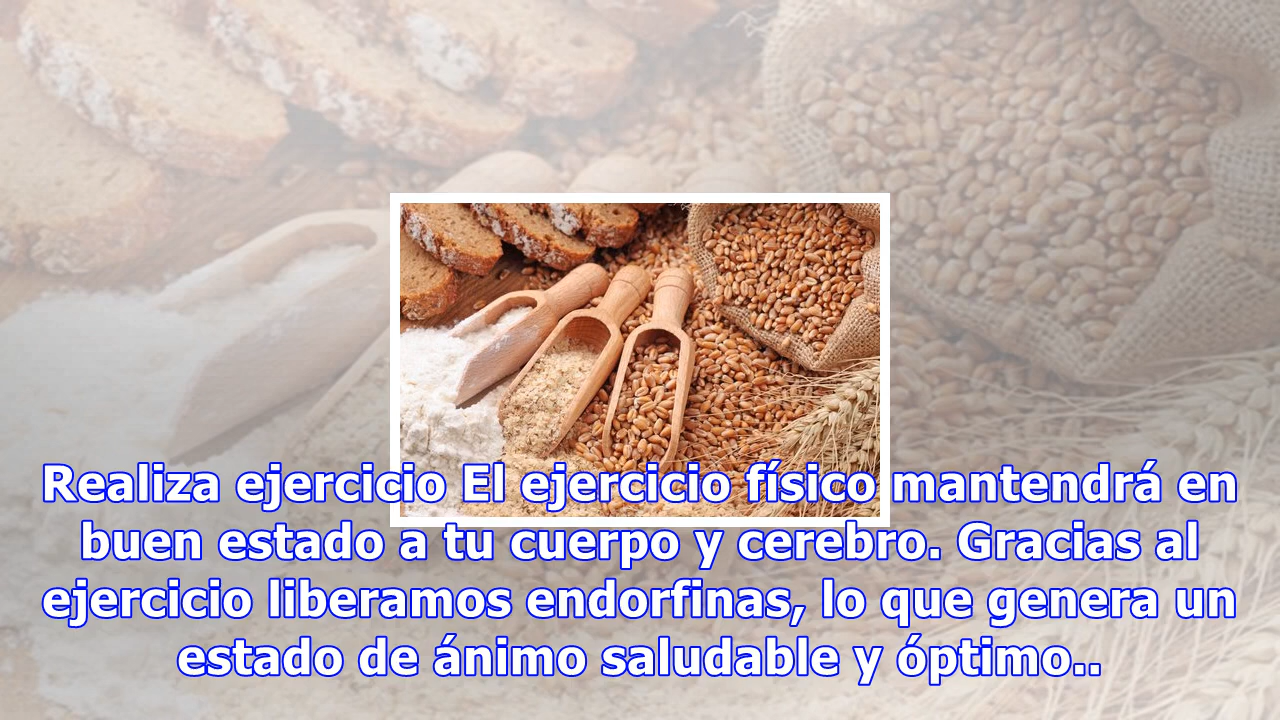 Realiza ejercicio El ejercicio físico mantendrá en
buen estado a tu cuerpo y cerebro. Gracias al
ejercicio liberamos endorfinas, lo que genera un
estado de ánimo saludable y óptimo..